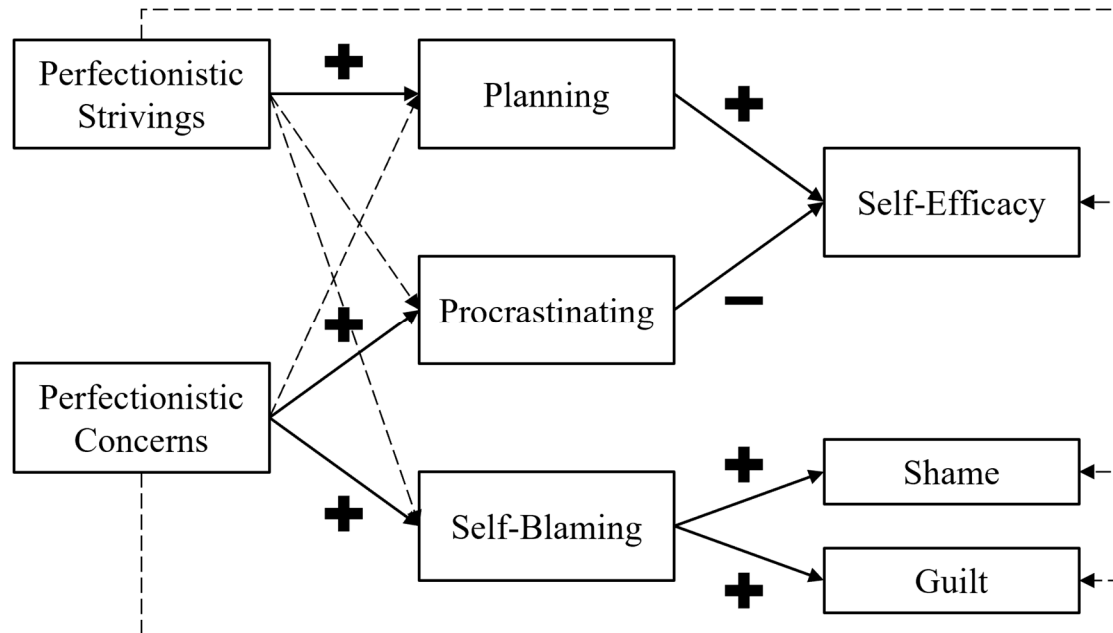 Perfectionistic
Strivings
+
Planning
+
Self-Efficacy
Procrastinating
+
−
Perfectionistic
Concerns
+
Self-Blaming
+
Shame
+
Guilt